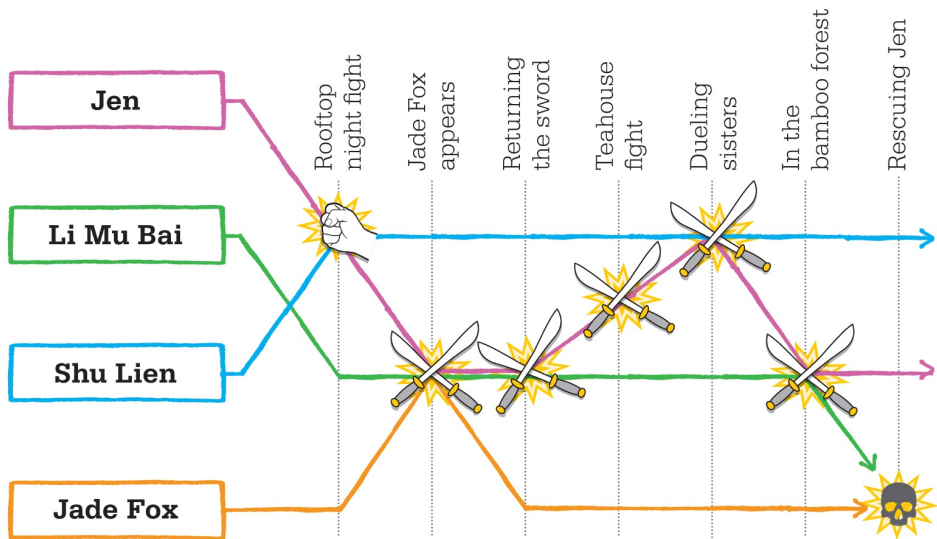 Jen
Li Mu Bai
Shu Lien
Jade Fox
Rooftop
night fight
Jade Fox
appears
Returning
the sword
Teahouse
fight
Dueling
sisters
In the
bamboo forest
Rescuing Jen